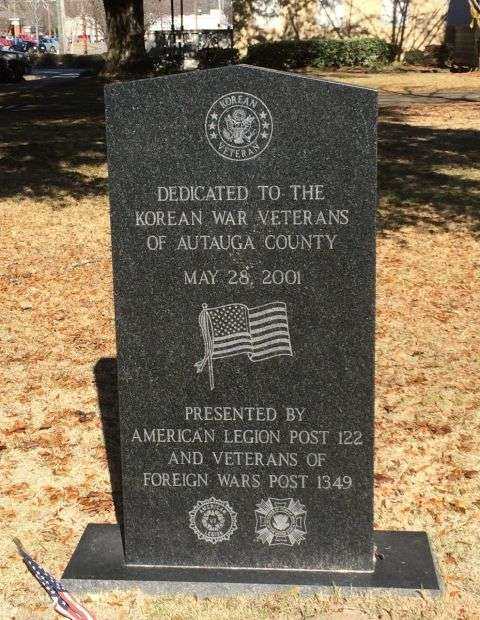 KOREAN
VETERAN
DEDICATED TO THE
KOREAN WAR VETERANS
OF AUTAUGA COUNTY
MAY 28, 2001
PRESENTED BY
AMERICAN LEGION POST 122
AND VETERANS OF
FOREIGN WARS POST 1349